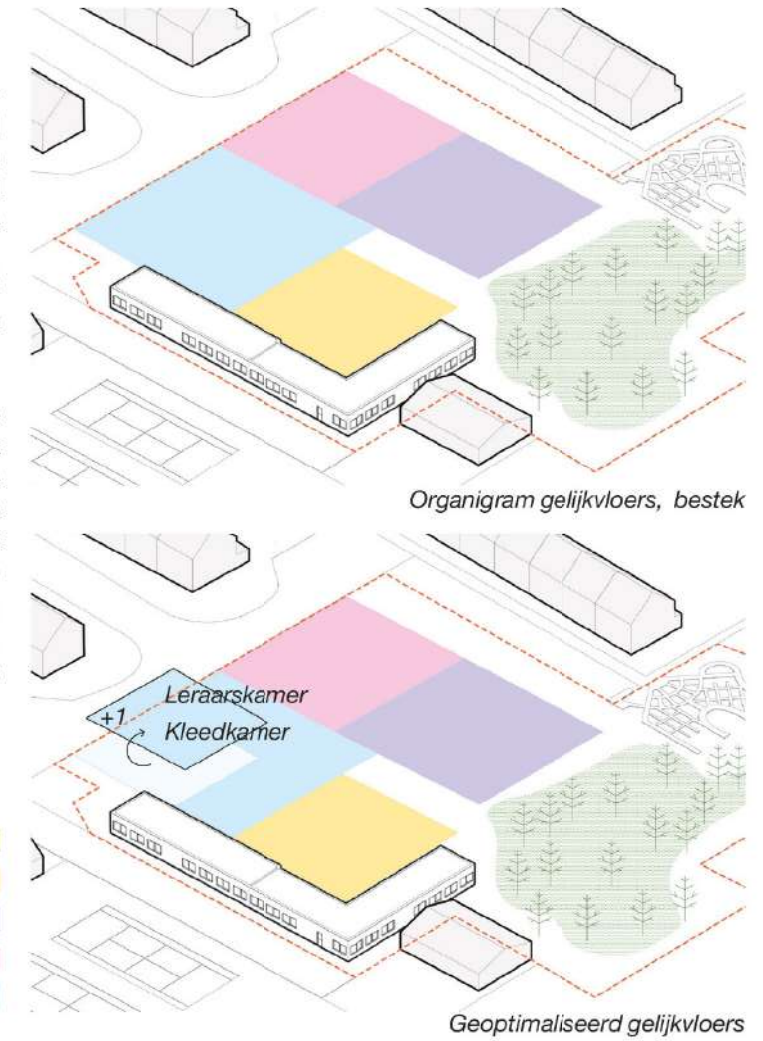 Organigram gelijkvloers, bestek
Leraarskamer
+1
Kleedkamer
Geoptimaliseerd gelijkvloers